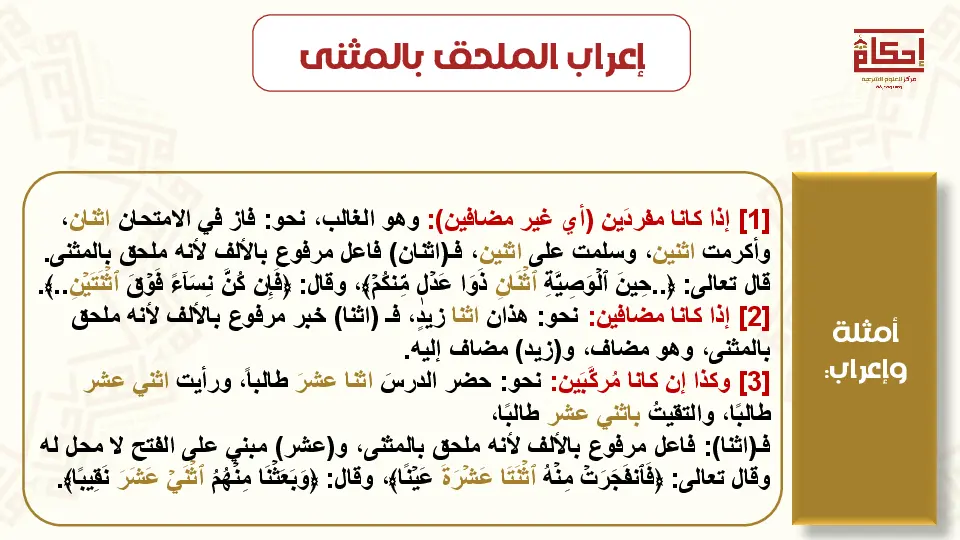 إعراب الملحق بالمثنى
إحكام
مركز للعلوم الشرعية
[1] إذا كانا مفردَين (أي غير مضافين): وهو الغالب، نحو: فاز في الامتحان اثنان،
وأكرمت اثنين، وسلمت على اثنين، فـ(اثنان) فاعل مرفوع بالألف لأنه ملحق بالمثنى.
قال تعالى: ﴿..حِينَ ٱلْوَصِيَّةِ ٱثْنَانِ ذَوَا عَدْلٍ مِّنكُمْ﴾، وقال: ﴿فَإِن كُنَّ نِسَآءً فَوْقَ ٱثْنَتَيْنِ..﴾.
[2] إذا كانا مضافين: نحو: هذان اثنا زيدٍ، فـ (اثنا) خبر مرفوع بالألف لأنه ملحق
بالمثنى، وهو مضاف، و(زيد) مضاف إليه.
[3] وكذا إن كانا مُركَّبَين: نحو: حضر الدرسَ اثنا عشرَ طالباً، ورأيت اثني عشر
طالبًا، والتقيتُ باثني عشر طالبًا،
فـ(اثنا): فاعل مرفوع بالألف لأنه ملحق بالمثنى، و(عشر) مبني على الفتح لا محل له
وقال تعالى: ﴿فَٱنفَجَرَتْ مِنْهُ ٱثْنَتَا عَشْرَةَ عَيْنًا﴾، وقال: ﴿وَبَعَثْنَا مِنْهُمُ ٱثْنَيْ عَشَرَ نَقِيبًا﴾.
أمثلة
وإعراب: